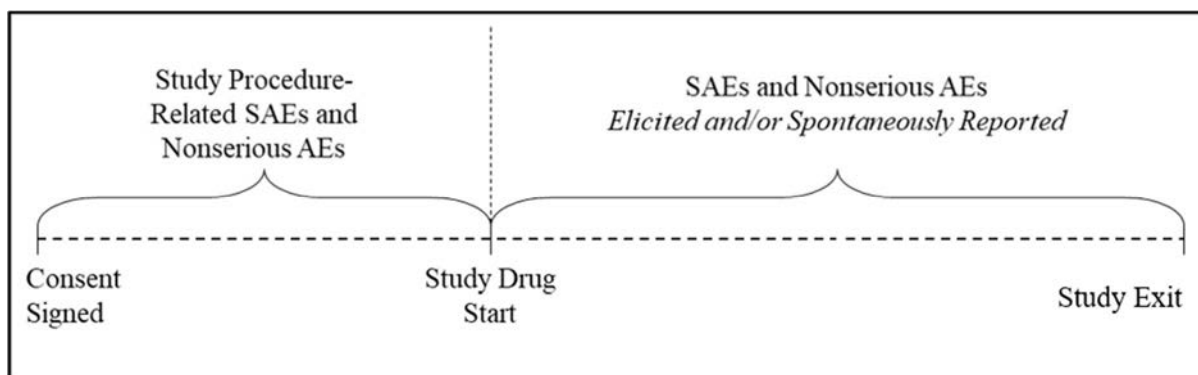 Study Procedure-
Related SAEs and
Nonserious AEs
SAEs and Nonserious AEs
Elicited and/or Spontaneously Reported
Consent
Signed
Study Drug
Start
Study Exit